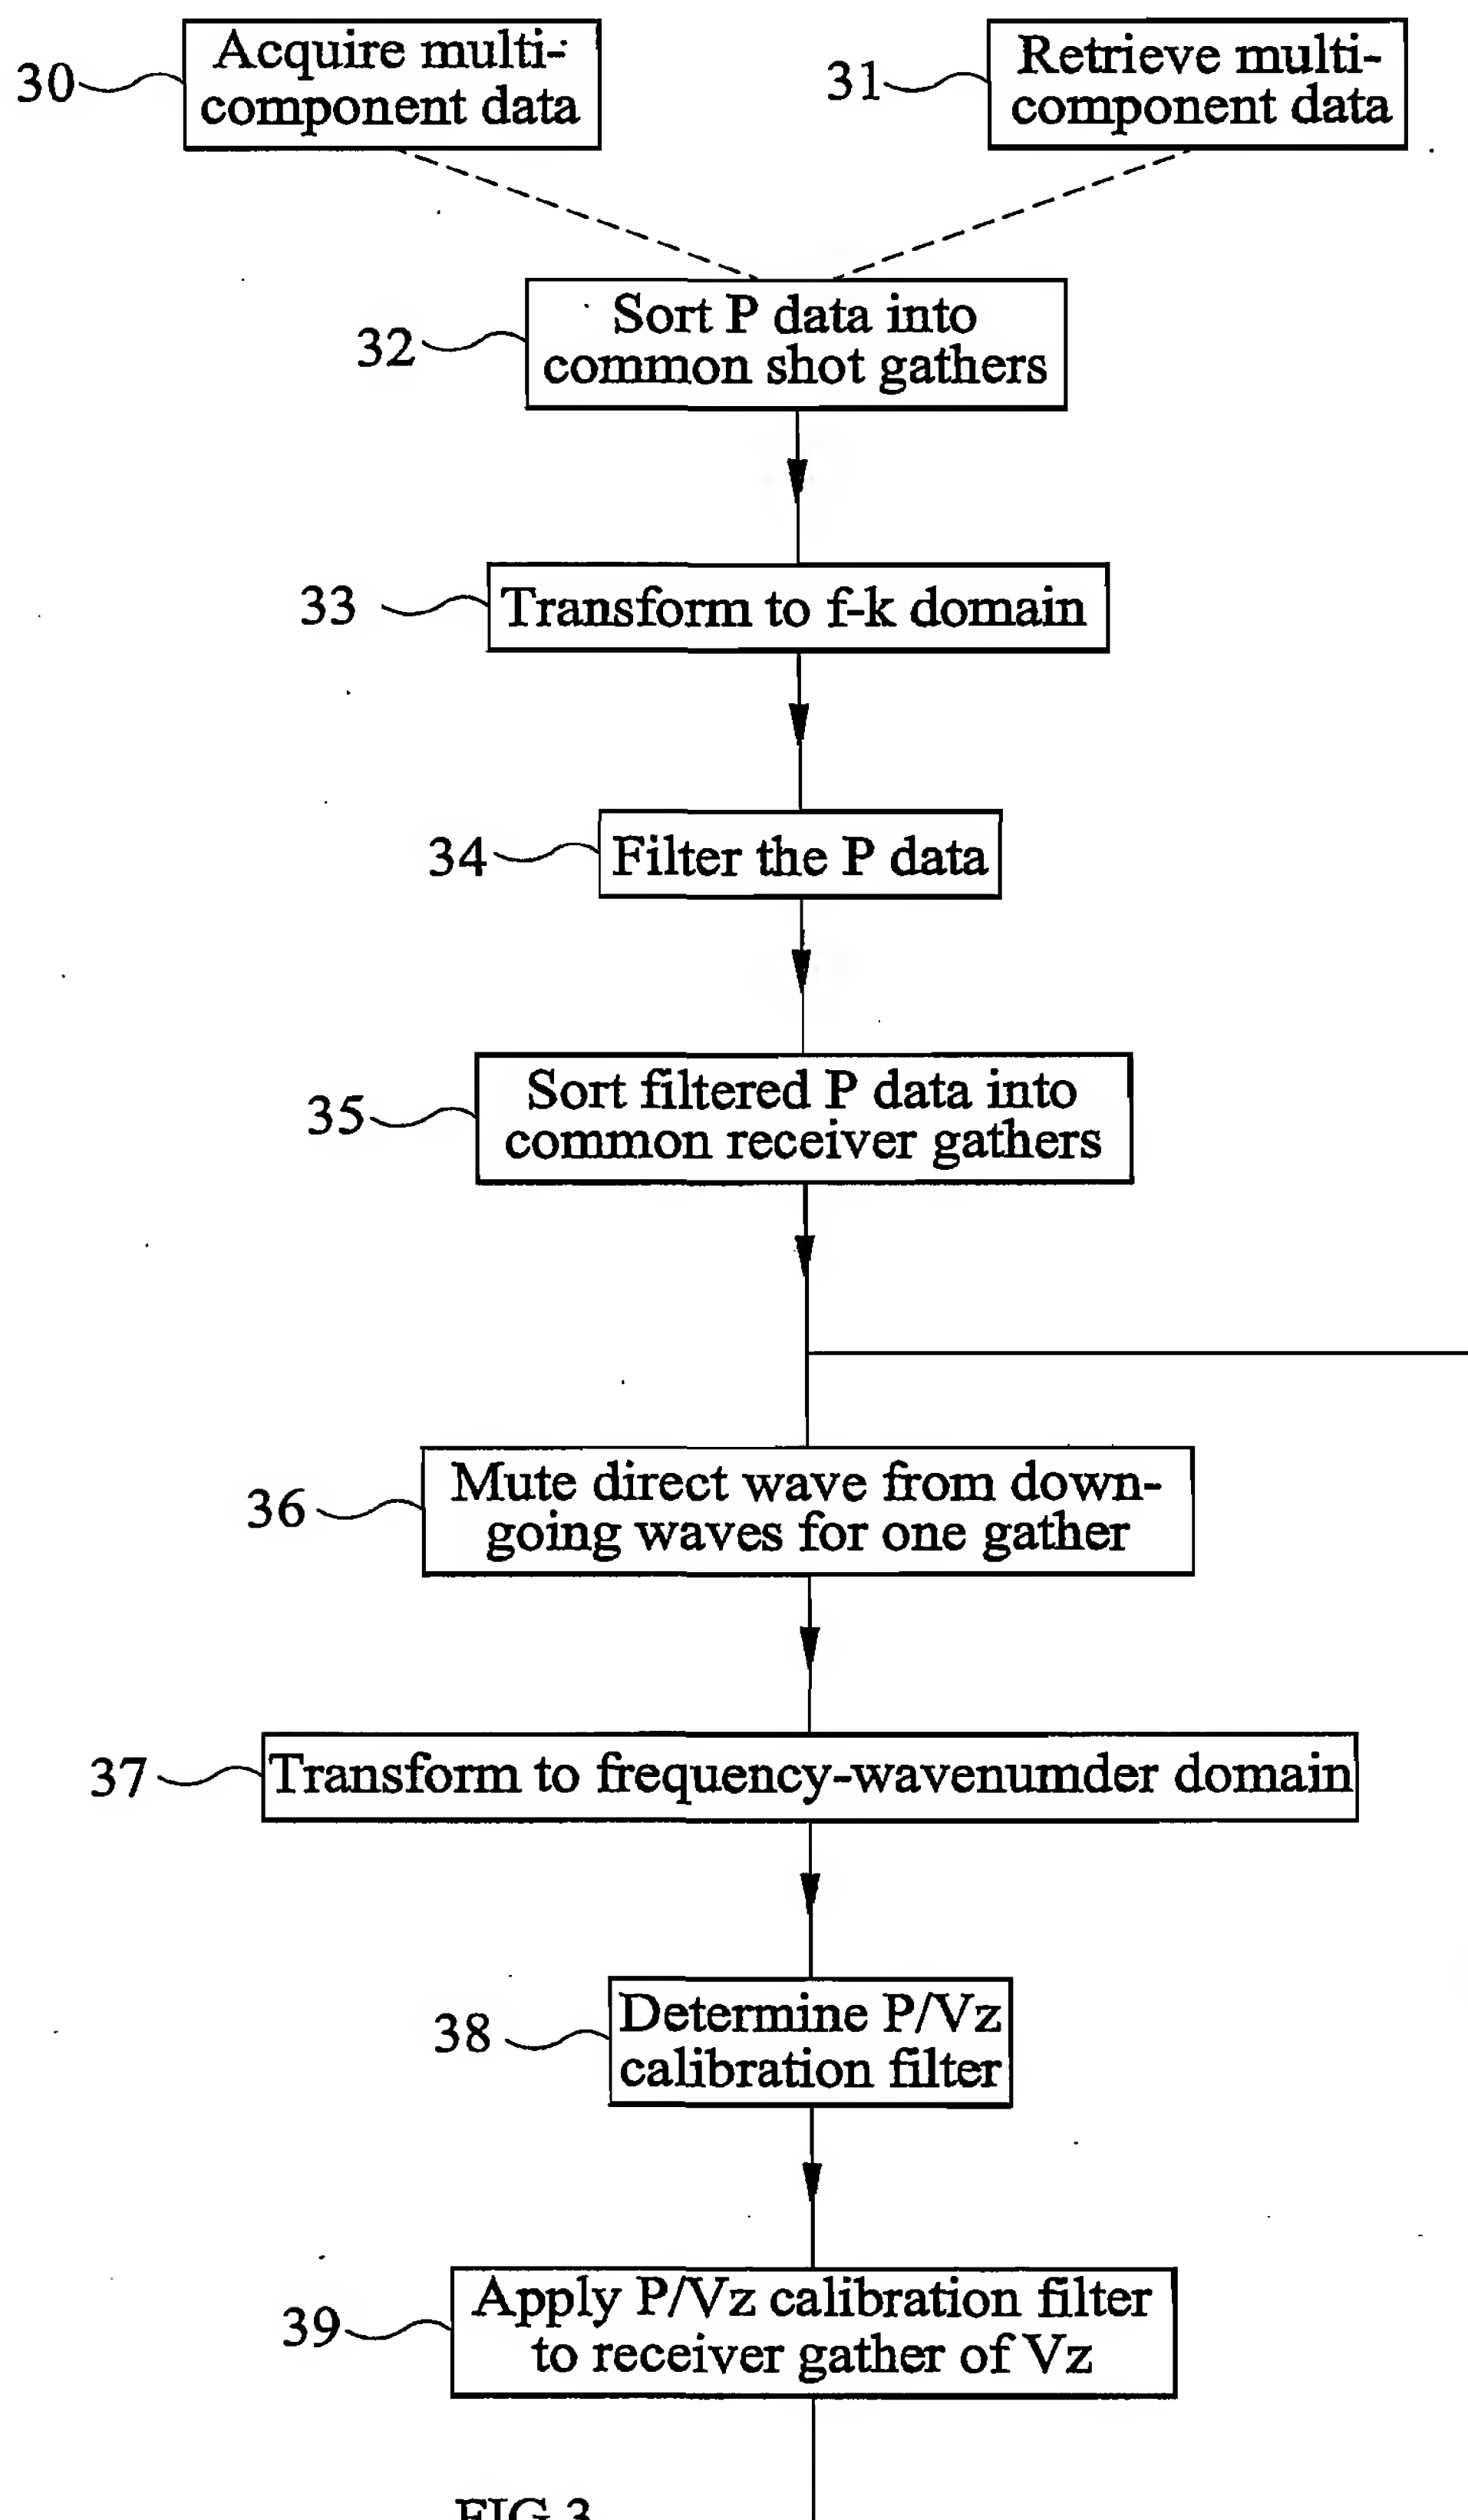 30
Acquire multi-
component data
31
Retrieve multi-
component data
32
Sort P data into
common shot gathers
33
Transform to f-k domain
34
Filter the P data
35
Sort filtered P data into
common receiver gathers
36
Mute direct wave from down-
going waves for one gather
37
Transform to frequency-wavenumder domain
38
Determine P/Vz
calibration filter
39
Apply P/Vz calibration filter
to receiver gather of Vz
FIG 3